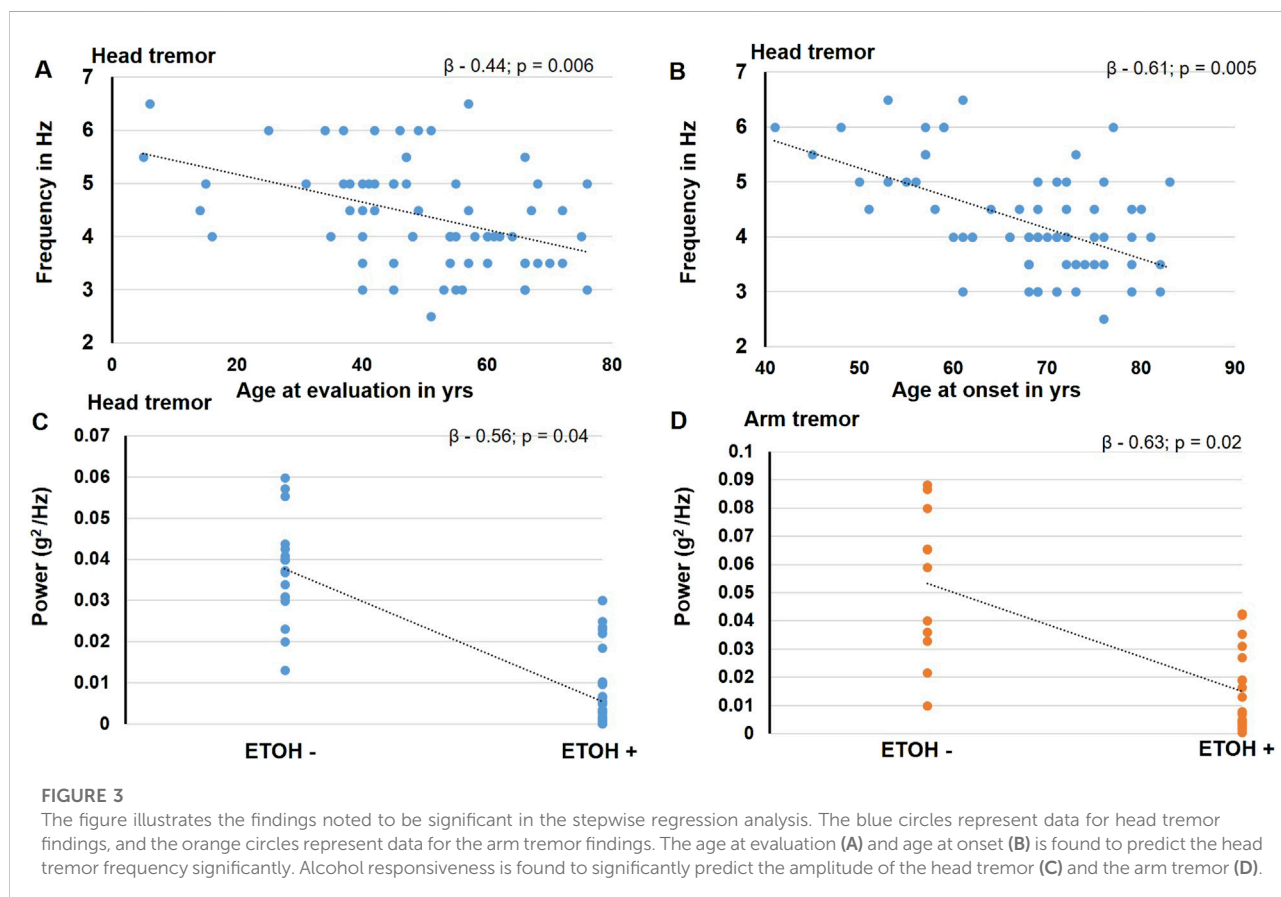 A
Head tremor
β - 0.44; p = 0.006
7
6
5
4
3
2
Frequency in Hz
0
20
40
60
80
Age at evaluation in yrs
B
Head tremor
β - 0.61; p = 0.005
7
6
5
4
3
2
Frequency in Hz
40
50
60
70
80
90
Age at onset in yrs
C
Head tremor
β - 0.56; p = 0.04
0.07
0.06
0.05
0.04
0.03
0.02
0.01
0
Power (g²/Hz)
ETOH -
ETOH +
D
Arm tremor
β - 0.63; p = 0.02
0.1
0.09
0.08
0.07
0.06
0.05
0.04
0.03
0.02
0.01
0
Power (g²/Hz)
ETOH -
ETOH +
FIGURE 3
The figure illustrates the findings noted to be significant in the stepwise regression analysis. The blue circles represent data for head tremor
findings, and the orange circles represent data for the arm tremor findings. The age at evaluation (A) and age at onset (B) is found to predict the head
tremor frequency significantly. Alcohol responsiveness is found to significantly predict the amplitude of the head tremor (C) and the arm tremor (D).